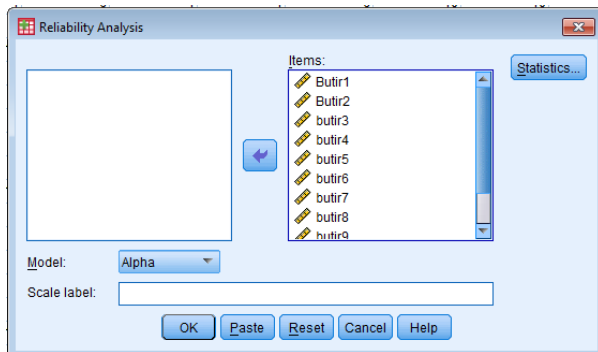 Reliability Analysis
Items:
Butir1
Butir2
butir3
butir4
butir5
butir6
butir7
butir8
butir9
Statistics...
Model:
Alpha
Scale label:
OK
Paste
Reset
Cancel
Help